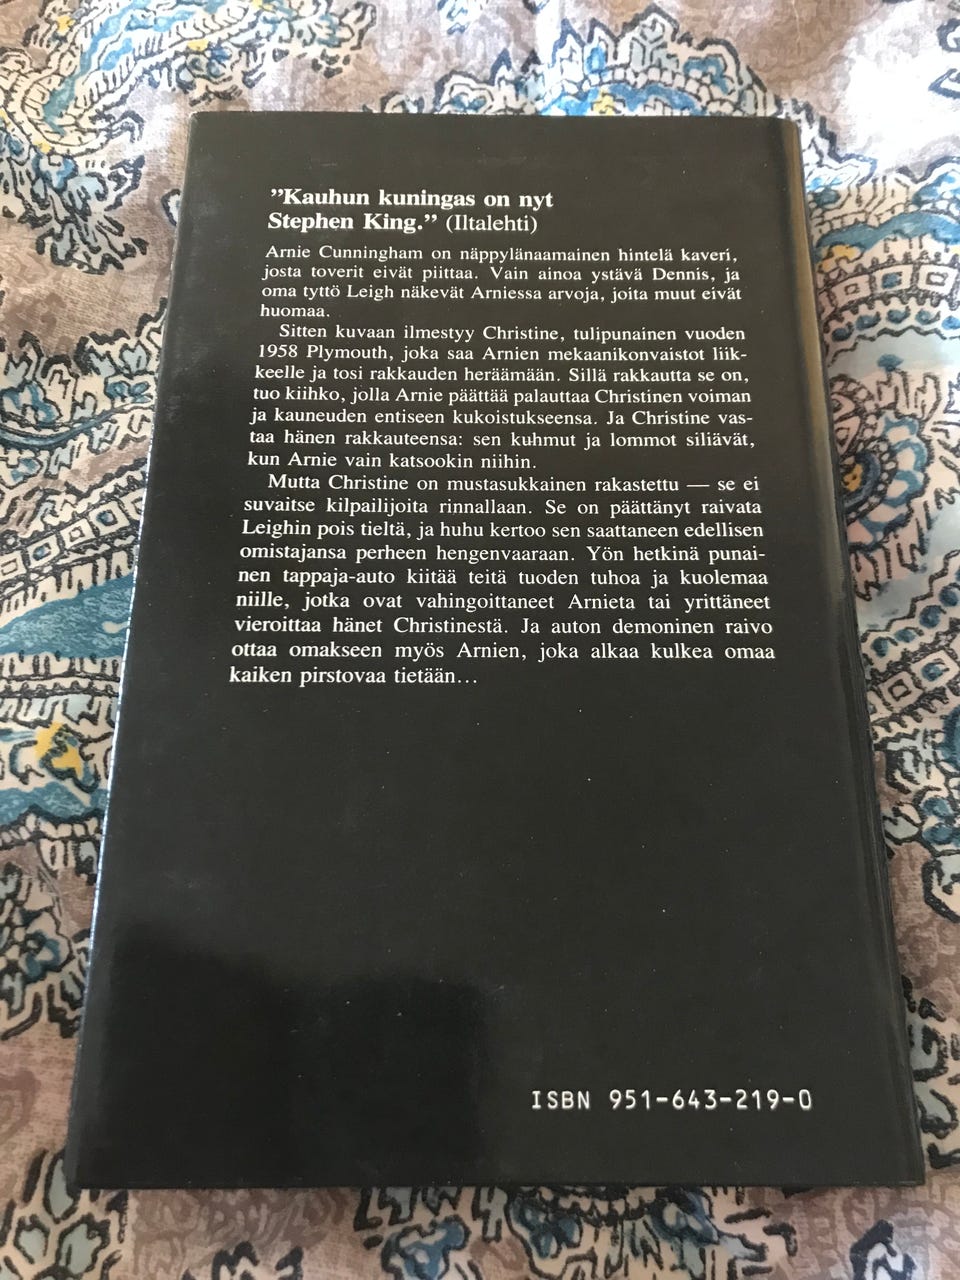 ”Kauhun kuningas on nyt
Stephen King.” (Iltalehti)
Arnie Cunningham on näppylänaamainen hintelä kaveri,
josta toverit eivät piittaa. Vain ainoa ystävä Dennis, ja
oma tyttö Leigh näkevät Arniessa arvoja, joita muut eivät
huomaa.
Sitten kuvaan ilmestyy Christine, tulipunainen vuoden
1958 Plymouth, joka saa Arnien mekaanikonvaistot liik-
keelle ja tosi rakkauden heräämään. Sillä rakkautta se on,
tuo kiihko, jolla Arnie päättää palauttaa Christinen voiman
ja kauneuden entiseen kukoistukseensa. Ja Christine vas-
taa hänen rakkauteensa: sen kuhmut ja lommot siliävät,
kun Arnie vain katsookin niihin.
Mutta Christine on mustasukkainen rakastettu — se ei
suvaitse kilpailijoita rinnallaan. Se on päättänyt raivata
Leighin pois tieltä, ja huhu kertoo sen saattaneen edellisen
omistajansa perheen hengenvaaraan. Yön hetkinä punai-
nen tappaja-auto kiitää teitä tuoden tuhoa ja kuolemaa
niille, jotka ovat vahingoittaneet Arnieta tai yrittäneet
vieroittaa hänet Christinestä. Ja auton demoninen raivo
ottaa omakseen myös Arnien, joka alkaa kulkea omaa
kaiken pirstovaa tietään...
ISBN 951-643-219-0